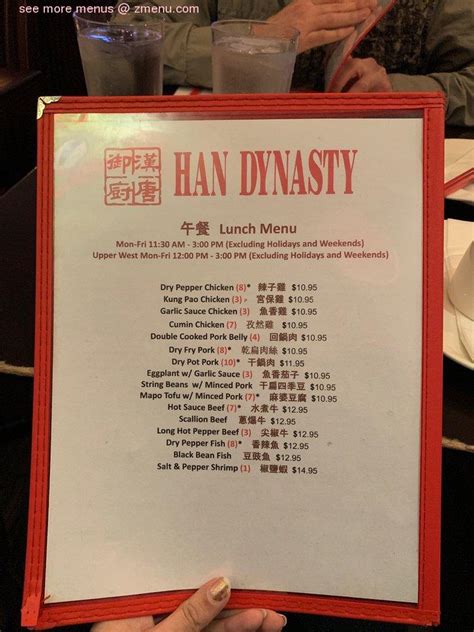 see more menus @ zmenu.com
漢唐御廚 HAN DYNASTY
午餐 Lunch Menu
Mon-Fri 11:30 AM - 3:00 PM (Excluding Holidays and Weekends)
Upper West Mon-Fri 12:00 PM - 3:00 PM (Excluding Holidays and Weekends)
Dry Pepper Chicken (8)* 辣子雞 $10.95
Kung Pao Chicken (3) 宮保雞 $10.95
Garlic Sauce Chicken (3) 魚香雞 $10.95
Cumin Chicken (7) 孜然雞 $10.95
Double Cooked Pork Belly (4) 回鍋肉 $10.95
Dry Fry Pork (8)* 乾扁肉絲 $10.95
Dry Pot Pork (10)* 干鍋肉 $11.95
Eggplant w/ Garlic Sauce (3) 魚香茄子 $10.95
String Beans w/ Minced Pork 干扁四季豆 $10.95
Mapo Tofu w/ Minced Pork (7)* 麻婆豆腐 $10.95
Hot Sauce Beef (7)* 水煮牛 $12.95
Scallion Beef 蔥爆牛 $12.95
Long Hot Pepper Beef (3) 尖椒牛 $12.95
Dry Pepper Fish (8)* 香辣魚 $12.95
Black Bean Fish 豆豉魚 $12.95
Salt & Pepper Shrimp (1) 椒鹽蝦 $14.95